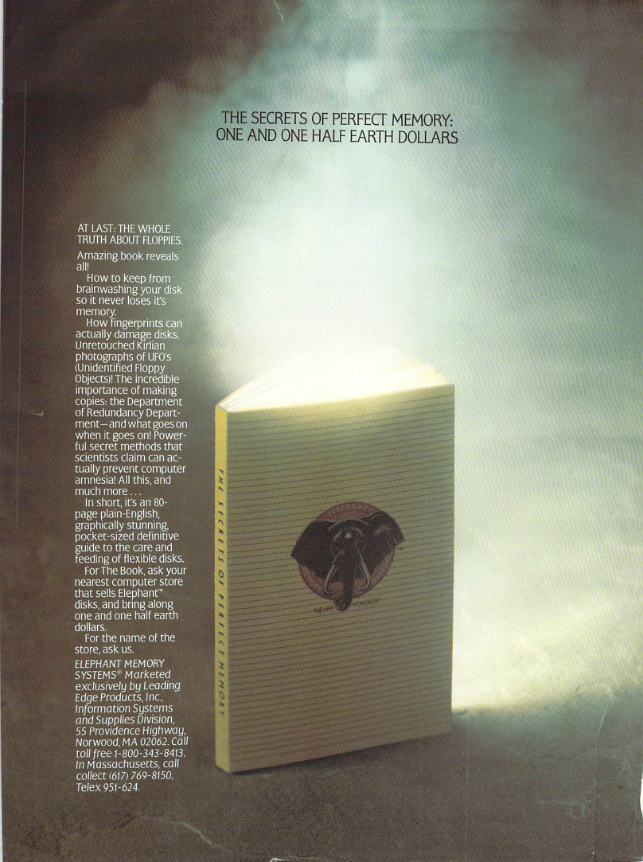 THE SECRETS OF PERFECT MEMORY:
ONE AND ONE HALF EARTH DOLLARS
AT LAST: THE WHOLE
TRUTH ABOUT FLOPPIES.
Amazing book reveals
all!
How to keep from
brainwashing your disk
so it never loses it's
memory.
How fingerprints can
actually damage disks.
Unretouched Kirlian
photographs of UFO's
(Unidentified Floppy
Objects)! The incredible
importance of making
copies: the Department
of Redundancy Depart-
ment—and what goes on
when it goes on! Power-
ful secret methods that
scientists claim can ac-
tually prevent computer
amnesia! All this, and
much more...
In short, it's an 80-
page plain-English,
graphically stunning,
pocket-sized definitive
guide to the care and
feeding of flexible disks.
For The Book, ask your
nearest computer store
that sells Elephant™
disks, and bring along
one and one half earth
dollars.
For the name of the
store, ask us.
ELEPHANT MEMORY
SYSTEMS® Marketed
exclusively by Leading
Edge Products, Inc.,
Information Systems
and Supplies Division,
55 Providence Highway,
Norwood, MA 02062. Call
toll free 1-800-343-8413.
In Massachusetts, call
collect (617) 769-8150.
Telex 951-624.
THE SECRETS OF PERFECT MEMORY